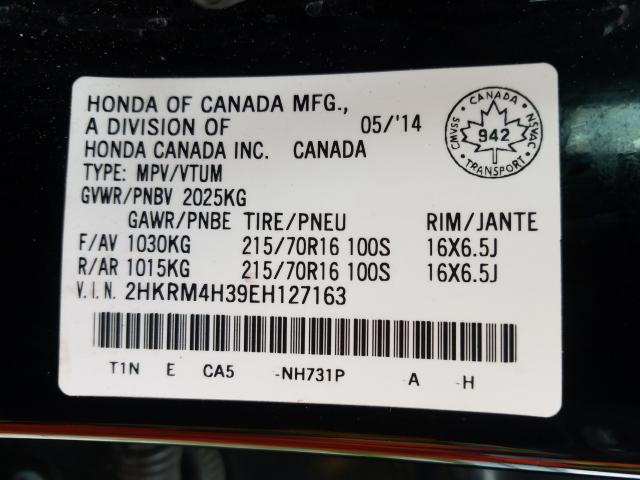 HONDA OF CANADA MFG.,
A DIVISION OF 05/'14
HONDA CANADA INC. CANADA
TYPE: MPV/VTUM
GVWR/PNBV 2025KG
GAWR/PNBE TIRE/PNEU RIM/JANTE
F/AV 1030KG 215/70R16 100S 16X6.5J
R/AR 1015KG 215/70R16 100S 16X6.5J
V.I.N. 2HKRM4H39EH127163
T1N E CA5 -NH731P A -H
CANADA
CMVSS 942 NSVAC
TRANSPORT